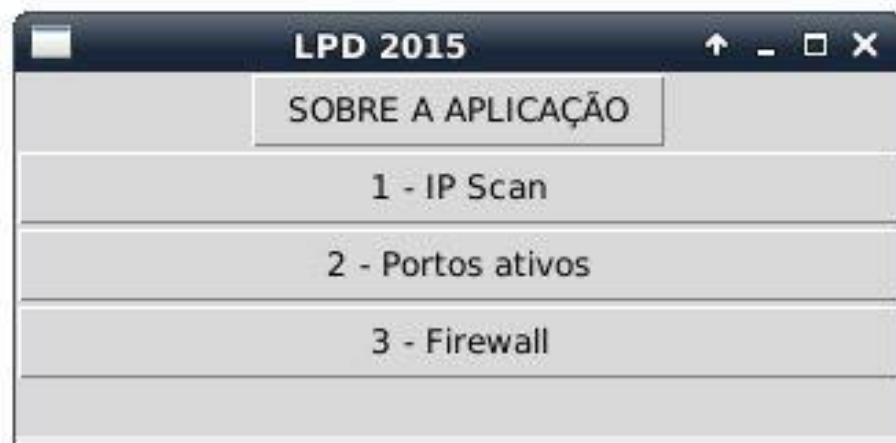 LPD 2015
SOBRE A APLICAÇÃO
1 - IP Scan
2 - Portos ativos
3 - Firewall